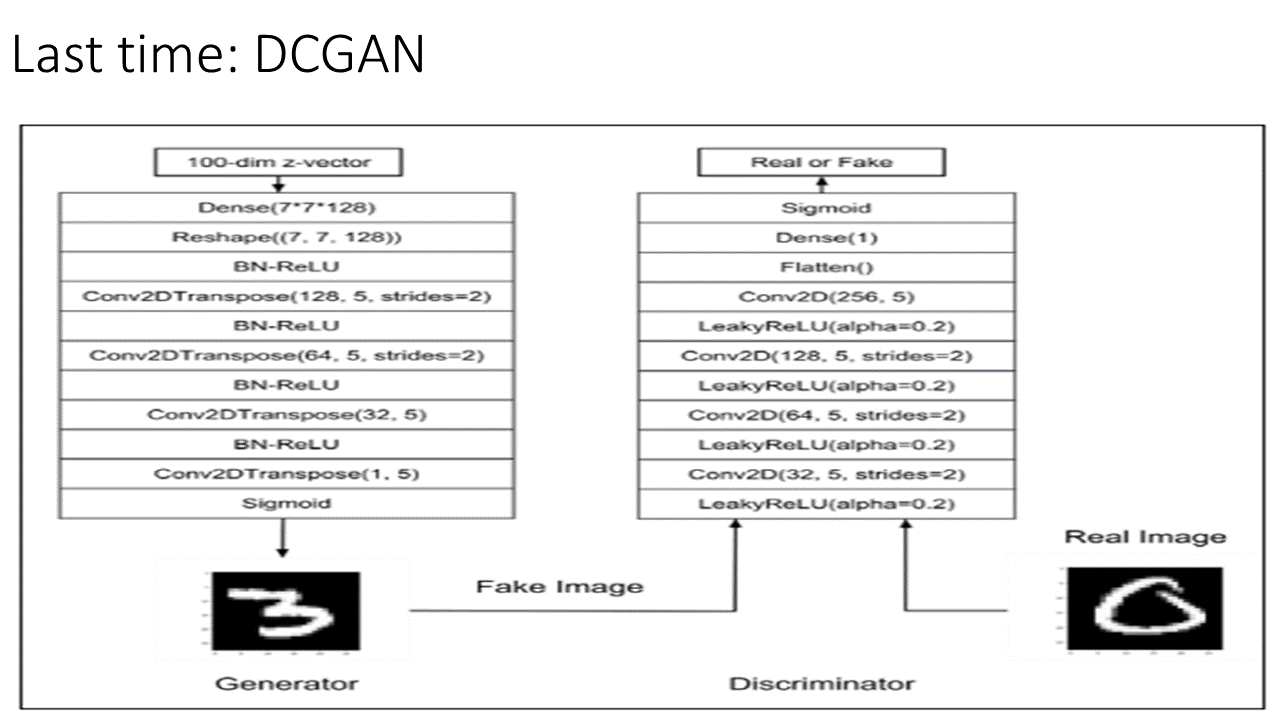 Last time: DCGAN
100-dim z-vector
Dense(7*7*128)
Reshape((7, 7, 128))
BN-ReLU
Conv2DTranspose(128, 5, strides=2)
BN-ReLU
Conv2DTranspose(64, 5, strides=2)
BN-ReLU
Conv2DTranspose(32, 5)
BN-ReLU
Conv2DTranspose(1, 5)
Sigmoid
Generator
Fake Image
Real or Fake
Sigmoid
Dense(1)
Flatten()
Conv2D(256, 5)
LeakyReLU(alpha=0.2)
Conv2D(128, 5, strides=2)
LeakyReLU(alpha=0.2)
Conv2D(64, 5, strides=2)
LeakyReLU(alpha=0.2)
Conv2D(32, 5, strides=2)
LeakyReLU(alpha=0.2)
Discriminator
Real Image
3
0